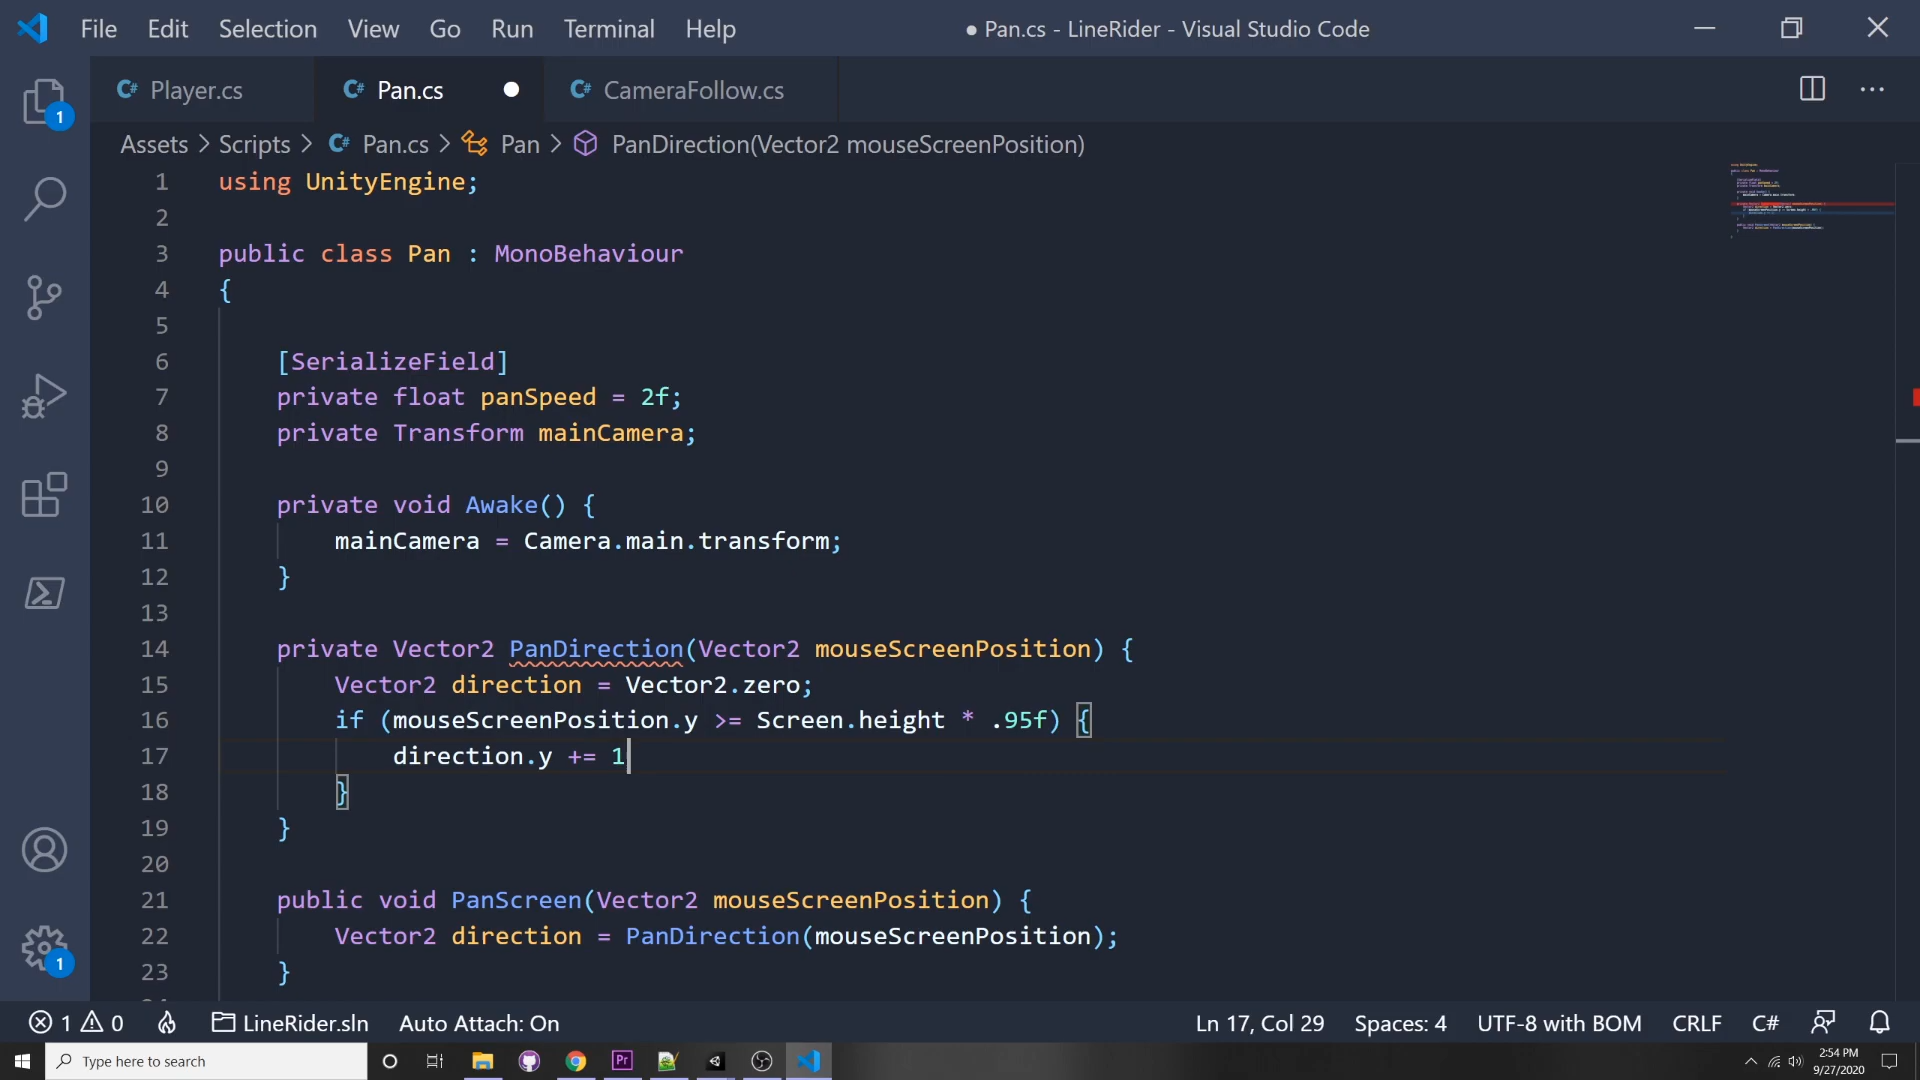 File Edit Selection View Go Run Terminal Help ● Pan.cs - LineRider - Visual Studio Code
C# Player.cs C# Pan.cs C# CameraFollow.cs
Assets > Scripts > C# Pan.cs > Pan > PanDirection(Vector2 mouseScreenPosition)
1 using UnityEngine;
2
3 public class Pan : MonoBehaviour
4 {
5
6 [SerializeField]
7 private float panSpeed = 2f;
8 private Transform mainCamera;
9
10 private void Awake() {
11 mainCamera = Camera.main.transform;
12 }
13
14 private Vector2 PanDirection(Vector2 mouseScreenPosition) {
15 Vector2 direction = Vector2.zero;
16 if (mouseScreenPosition.y >= Screen.height * .95f) {
17 direction.y += 1
18 }
19 }
20
21 public void PanScreen(Vector2 mouseScreenPosition) {
22 Vector2 direction = PanDirection(mouseScreenPosition);
23 }
1
1
1 0 LineRider.sln Auto Attach: On Ln 17, Col 29 Spaces: 4 UTF-8 with BOM CRLF C#
Type here to search Pr 2:54 PM
9/27/2020